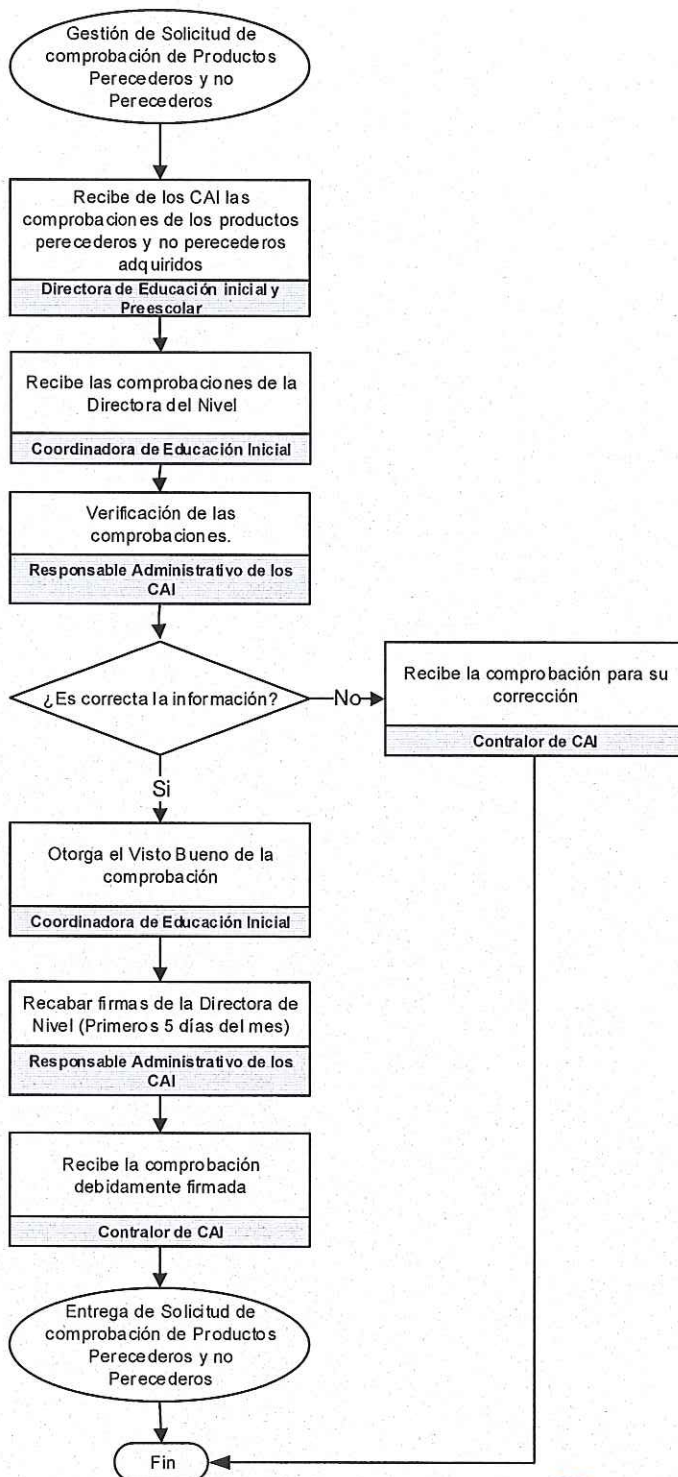 Gestión de Solicitud de
comprobación de Productos
Perecederos y no
Perecederos
Recibe de los CAI las
comprobaciones de los productos
perecederos y no perecederos
adquiridos
Directora de Educación inicial y
Preescolar
Recibe las comprobaciones de la
Directora del Nivel
Coordinadora de Educación Inicial
Verificación de las
comprobaciones.
Responsable Administrativo de los
CAI
¿Es correcta la información?
No
Recibe la comprobación para su
corrección
Contralor de CAI
Si
Otorga el Visto Bueno de la
comprobación
Coordinadora de Educación Inicial
Recabar firmas de la Directora de
Nivel (Primeros 5 días del mes)
Responsable Administrativo de los
CAI
Recibe la comprobación
debidamente firmada
Contralor de CAI
Entrega de Solicitud de
comprobación de Productos
Perecederos y no
Perecederos
Fin